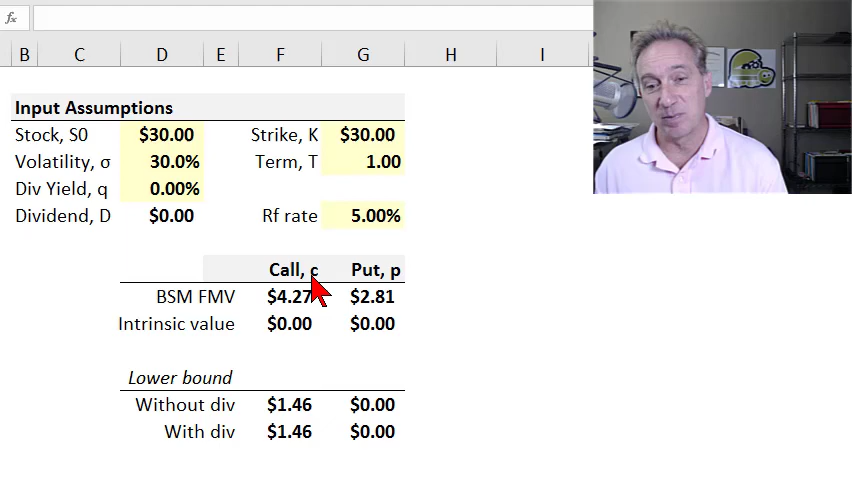 fx
B C D E F G H I
Input Assumptions
Stock, S0 $30.00 Strike, K $30.00
Volatility, σ 30.0% Term, T 1.00
Div Yield, q 0.00%
Dividend, D $0.00 Rf rate 5.00%
Call, c Put, p
BSM FMV $4.27 $2.81
Intrinsic value $0.00 $0.00
Lower bound
Without div $1.46 $0.00
With div $1.46 $0.00